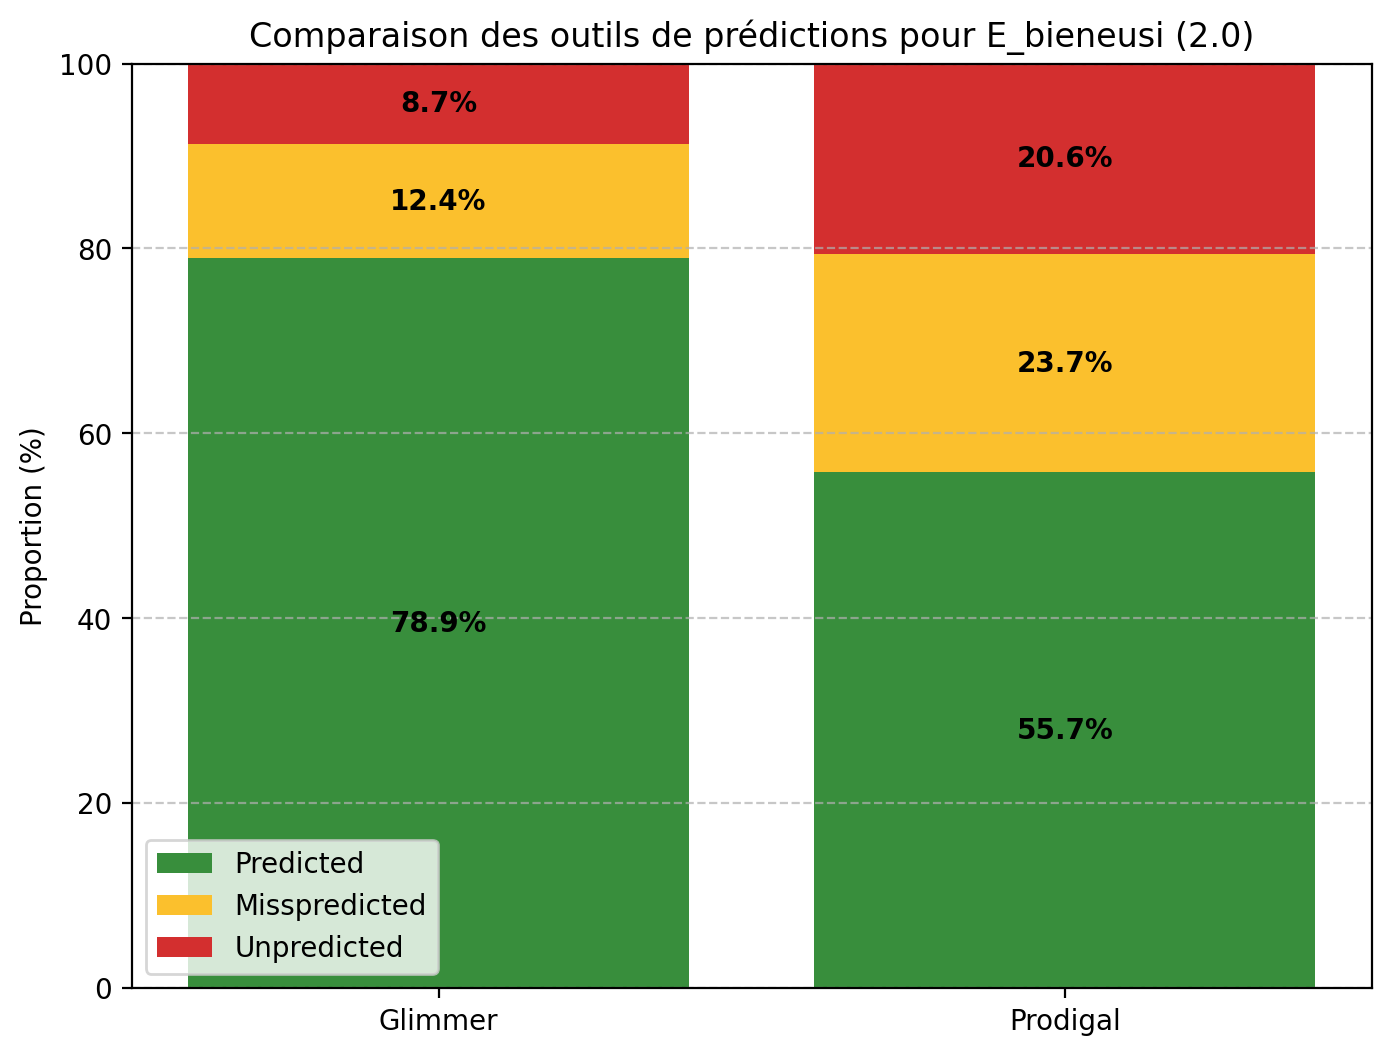 Comparaison des outils de prédictions pour E_bieneusi (2.0)
Proportion (%)
100
80
60
40
20
0
8.7%
12.4%
78.9%
20.6%
23.7%
55.7%
Predicted
Misspredicted
Unpredicted
Glimmer
Prodigal